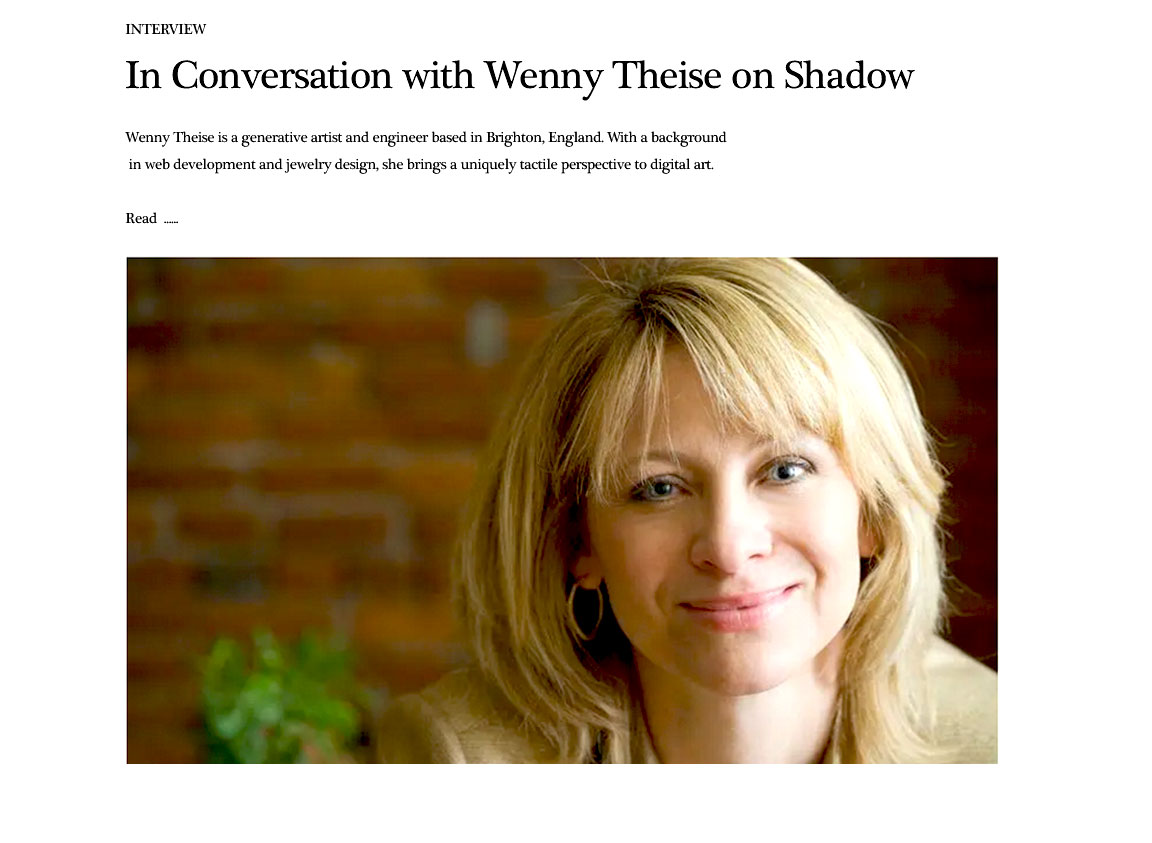 INTERVIEW
In Conversation with Wenny Theise on Shadow
Wenny Theise is a generative artist and engineer based in Brighton, England. With a background
in web development and jewelry design, she brings a uniquely tactile perspective to digital art.
Read ......